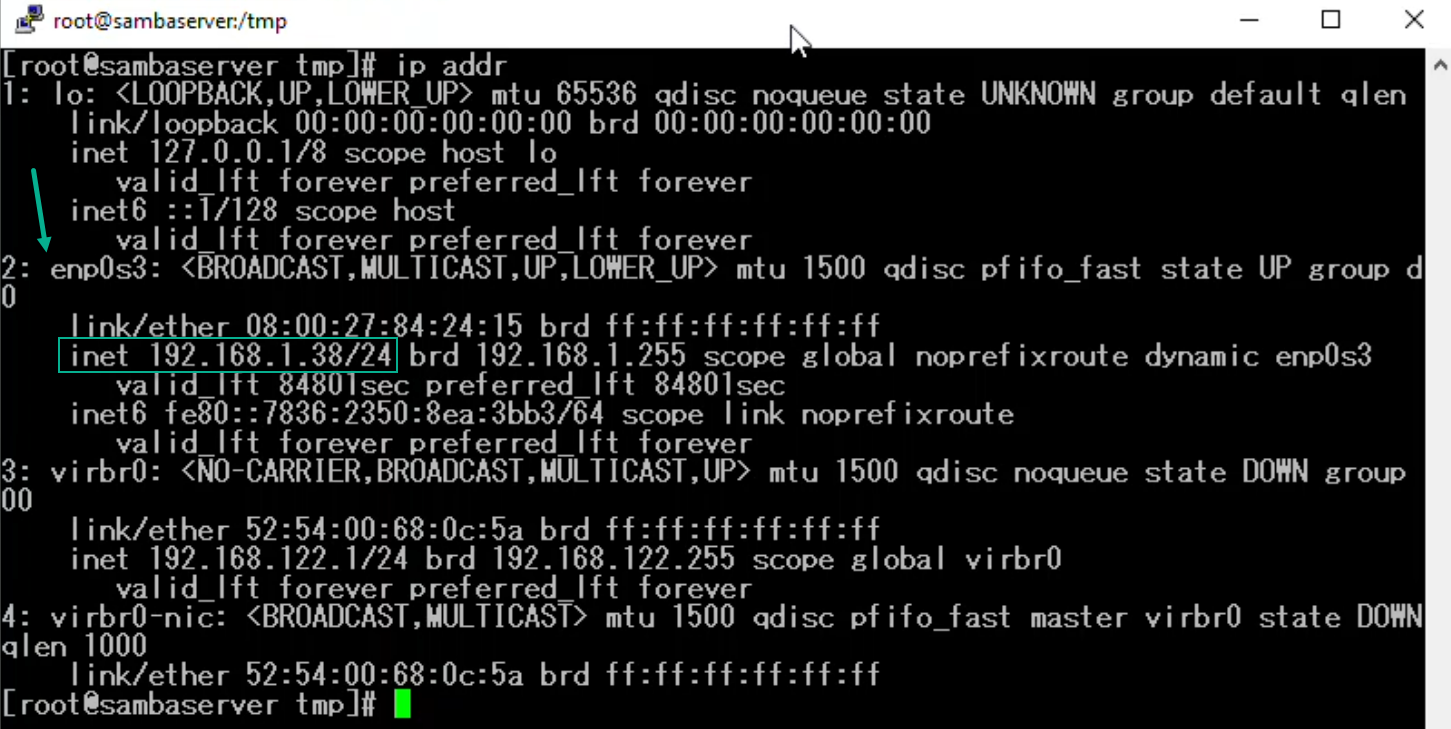 root@sambaserver:/tmp
[root@sambaserver tmp]# ip addr
1: lo: <LOOPBACK,UP,LOWER_UP> mtu 65536 qdisc noqueue state UNKNOWN group default qlen
link/loopback 00:00:00:00:00:00 brd 00:00:00:00:00:00
inet 127.0.0.1/8 scope host lo
valid_lft forever preferred_lft forever
inet6 ::1/128 scope host
valid_lft forever preferred_lft forever
2: enp0s3: <BROADCAST,MULTICAST,UP,LOWER_UP> mtu 1500 qdisc pfifo_fast state UP group d
0
link/ether 08:00:27:84:24:15 brd ff:ff:ff:ff:ff:ff
inet 192.168.1.38/24 brd 192.168.1.255 scope global noprefixroute dynamic enp0s3
valid_lft 84801sec preferred_lft 84801sec
inet6 fe80::7836:2350:8ea:3bb3/64 scope link noprefixroute
valid_lft forever preferred_lft forever
3: virbr0: <NO-CARRIER,BROADCAST,MULTICAST,UP> mtu 1500 qdisc noqueue state DOWN group
00
link/ether 52:54:00:68:0c:5a brd ff:ff:ff:ff:ff:ff
inet 192.168.122.1/24 brd 192.168.122.255 scope global virbr0
valid_lft forever preferred_lft forever
4: virbr0-nic: <BROADCAST,MULTICAST> mtu 1500 qdisc pfifo_fast master virbr0 state DOWN
qlen 1000
link/ether 52:54:00:68:0c:5a brd ff:ff:ff:ff:ff:ff
[root@sambaserver tmp]#